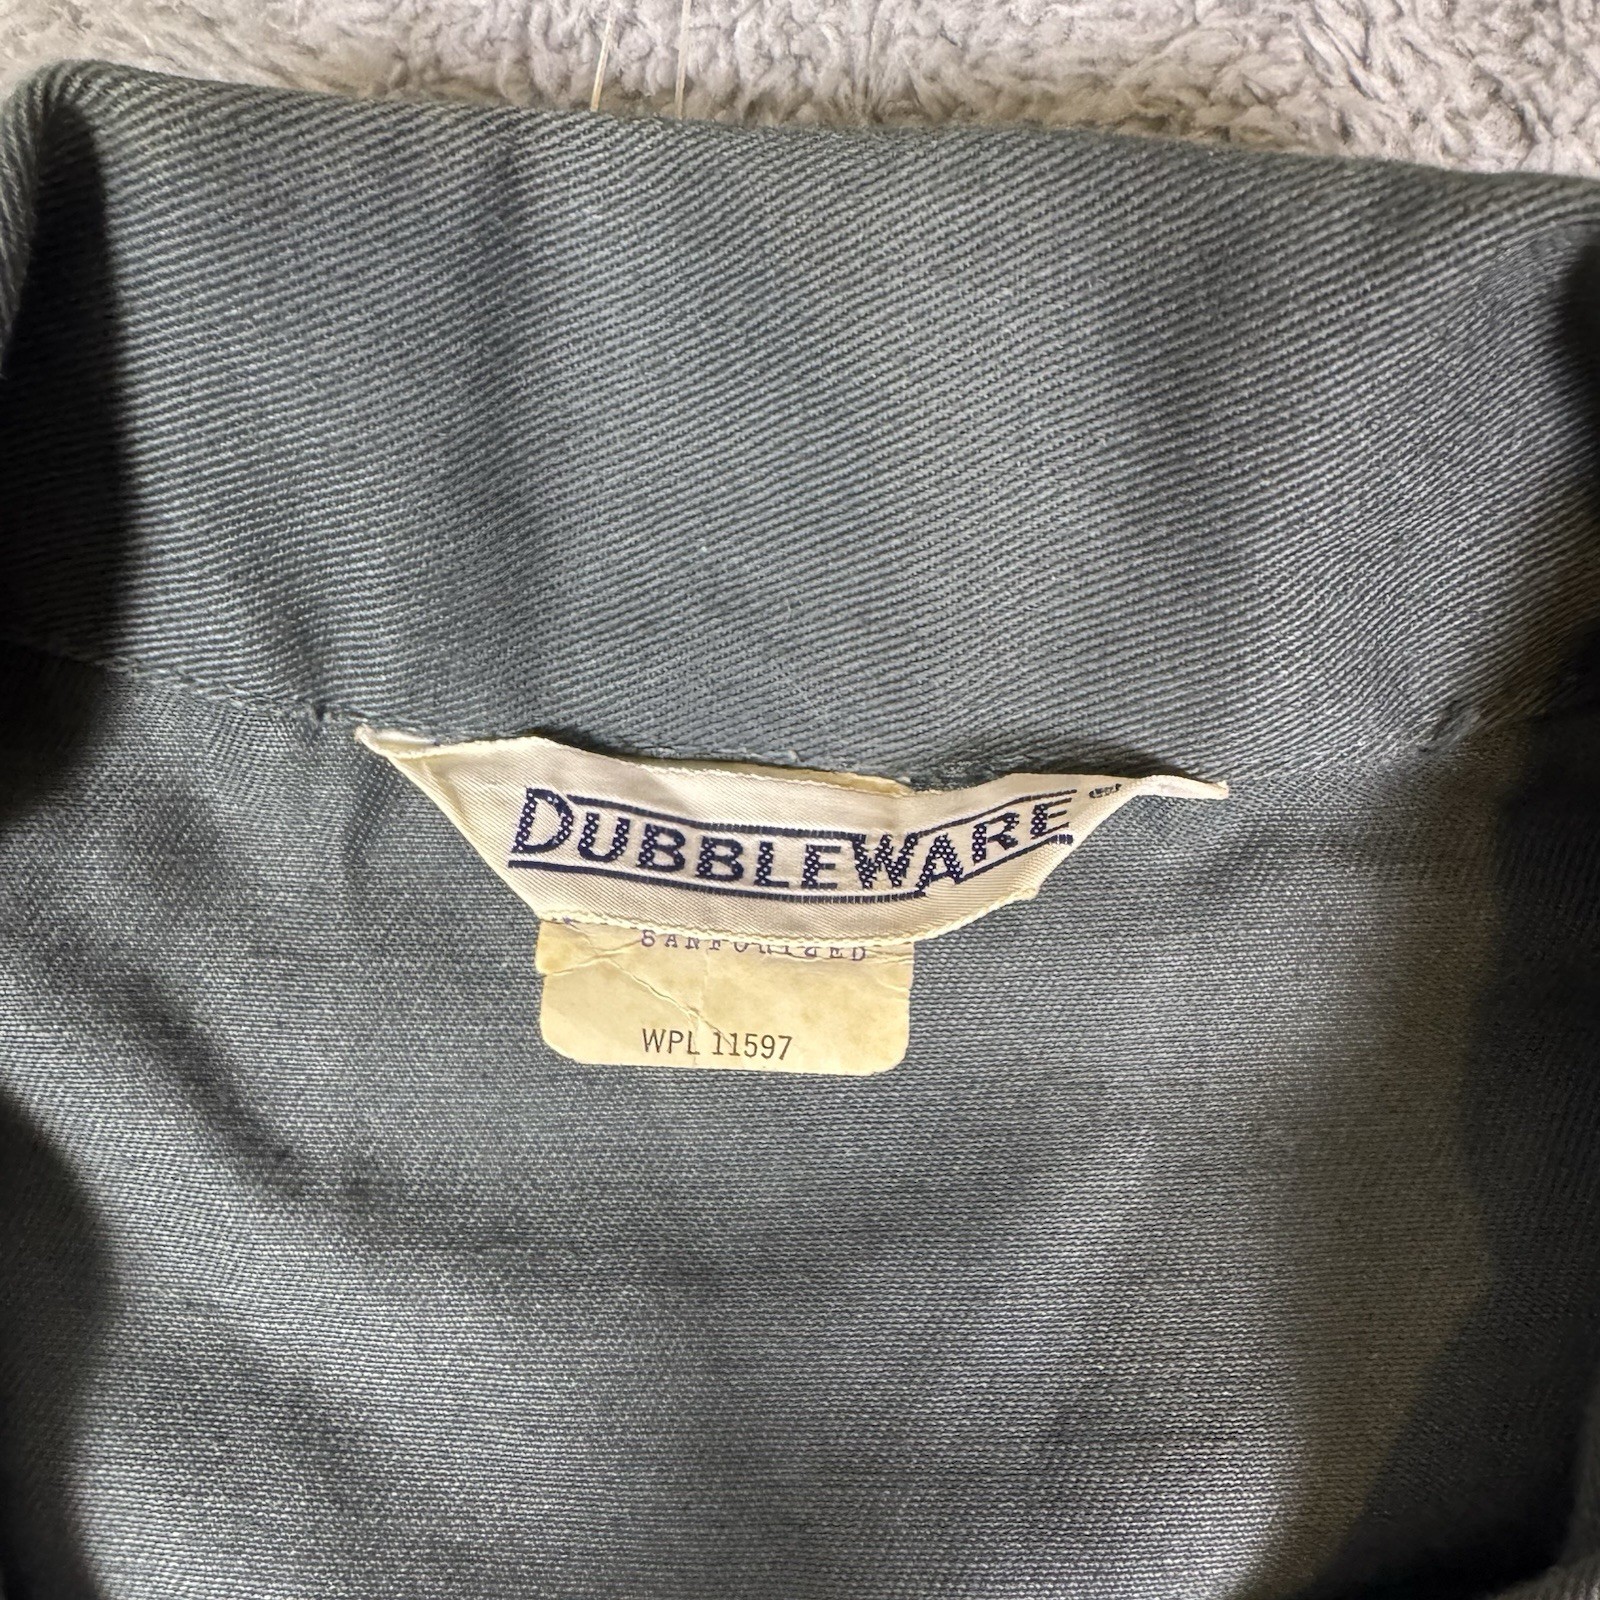 DUBBLEWARE ®
SANFORIZED
WPL 11597